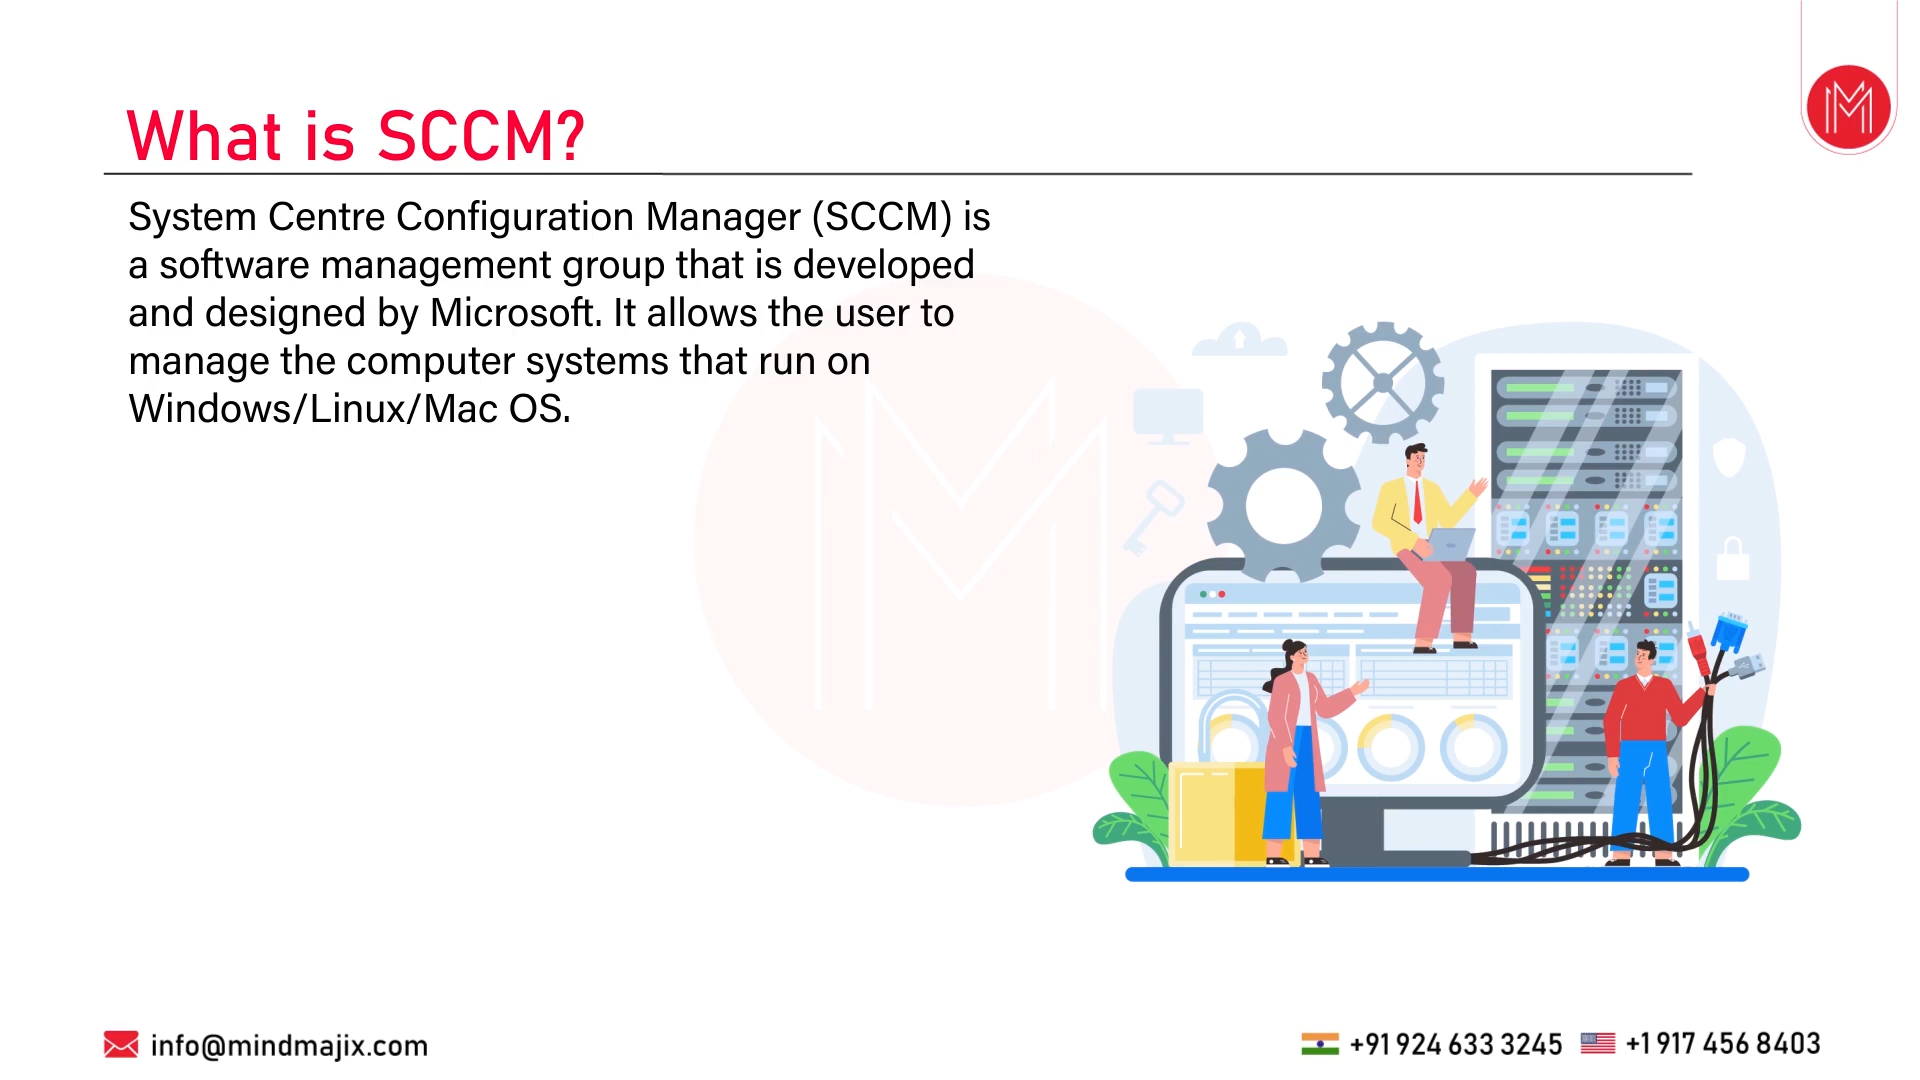 What is SCCM?
System Centre Configuration Manager (SCCM) is
a software management group that is developed
and designed by Microsoft. It allows the user to
manage the computer systems that run on
Windows/Linux/Mac OS.
info@mindmajix.com
+91 924 633 3245
+1 917 456 8403